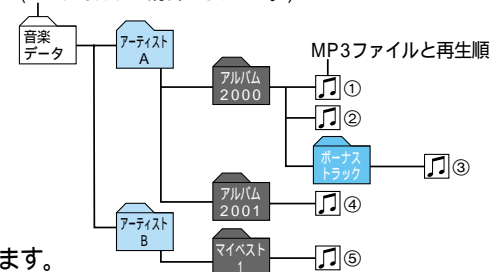 音楽
データ
アーティスト
A
アルバム
2000
MP3ファイルと再生順
①
②
ボーナス
トラック
③
アルバム
2001
④
アーティスト
B
マイベスト
1
⑤
ます。